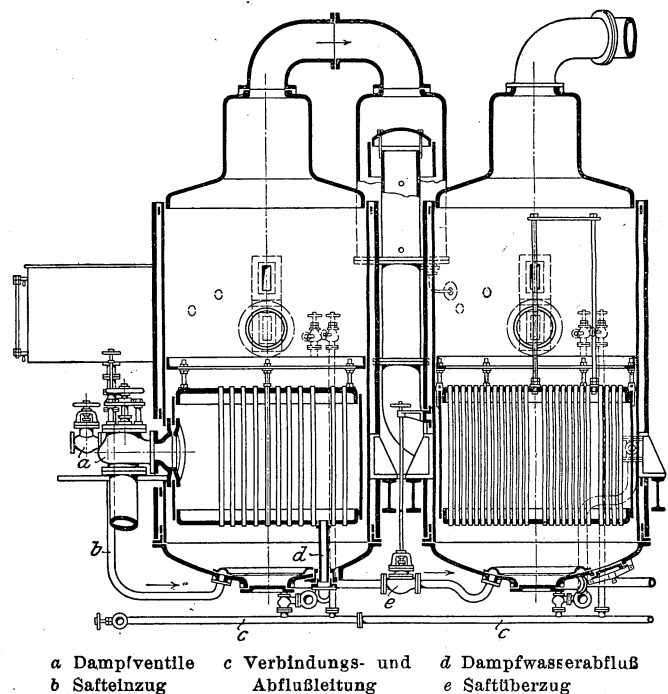 a
b
d
e
c
c
a Dampfventile c Verbindungs- und d Dampfwasserabfluß
b Safteinzug Abflußleitung e Saftüberzug